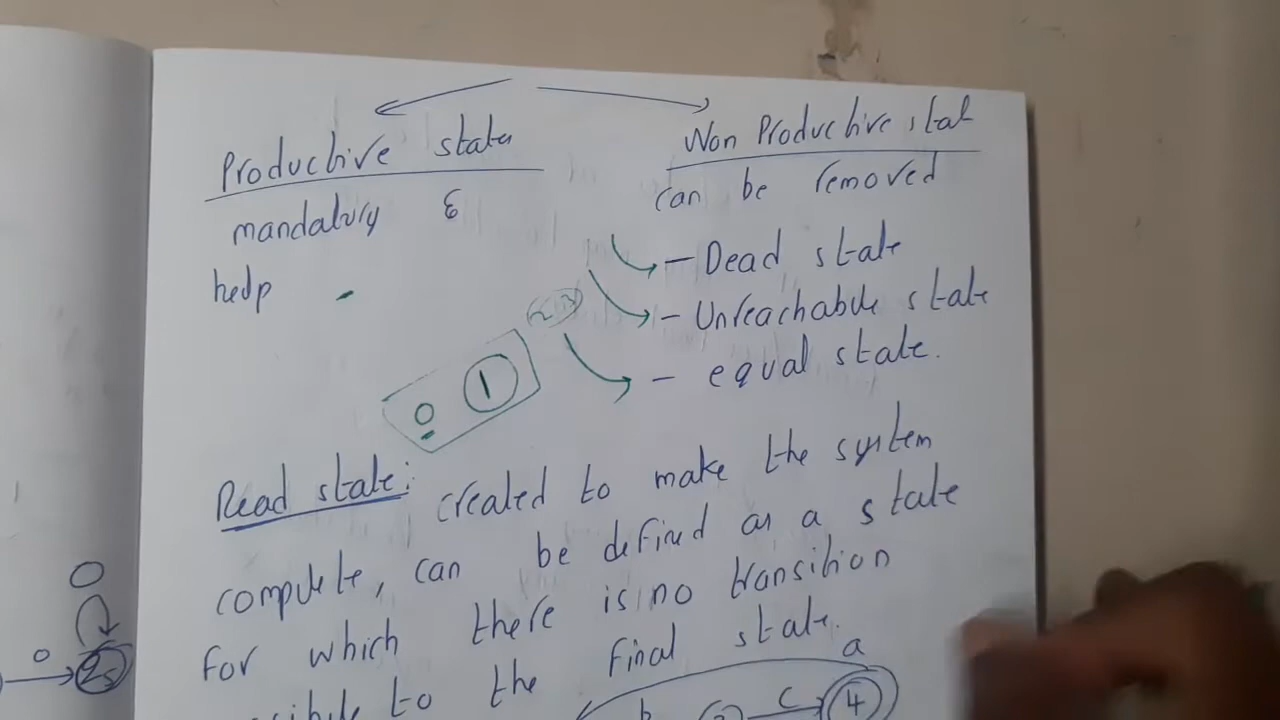 Productive state
mandatory &
help
Non Productive stat
can be removed
- Dead state
- Unreachable state
- equal state.
0 1
Dead state: created to make the system
complete, can be defined as a state
for which there is no transition
to the final state.
a
b c 4
0
0